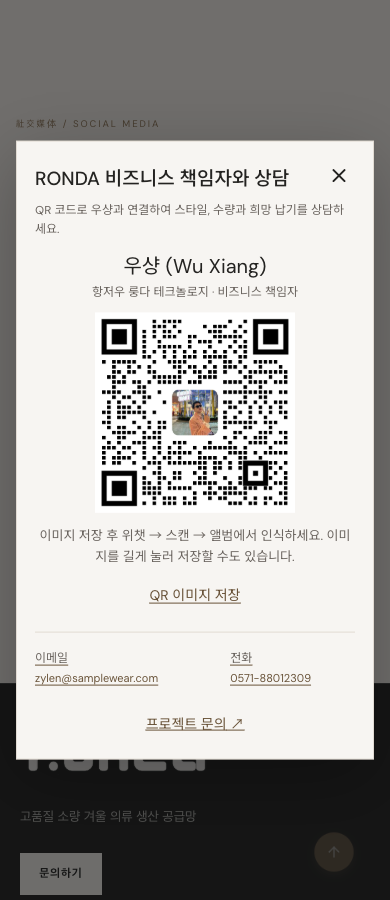 社交媒体 / SOCIAL MEDIA
RONDA 비즈니스 책임자와 상담
QR 코드로 우샹과 연결하여 스타일, 수량과 희망 납기를 상담하
세요.
우샹 (Wu Xiang)
항저우 룽다 테크놀로지 · 비즈니스 책임자
이미지 저장 후 위챗 → 스캔 → 앨범에서 인식하세요. 이미
지를 길게 눌러 저장할 수도 있습니다.
QR 이미지 저장
이메일
전화
zylen@samplewear.com
0571-88012309
프로젝트 문의 ↗
고품질 소량 겨울 의류 생산 공급망
문의하기